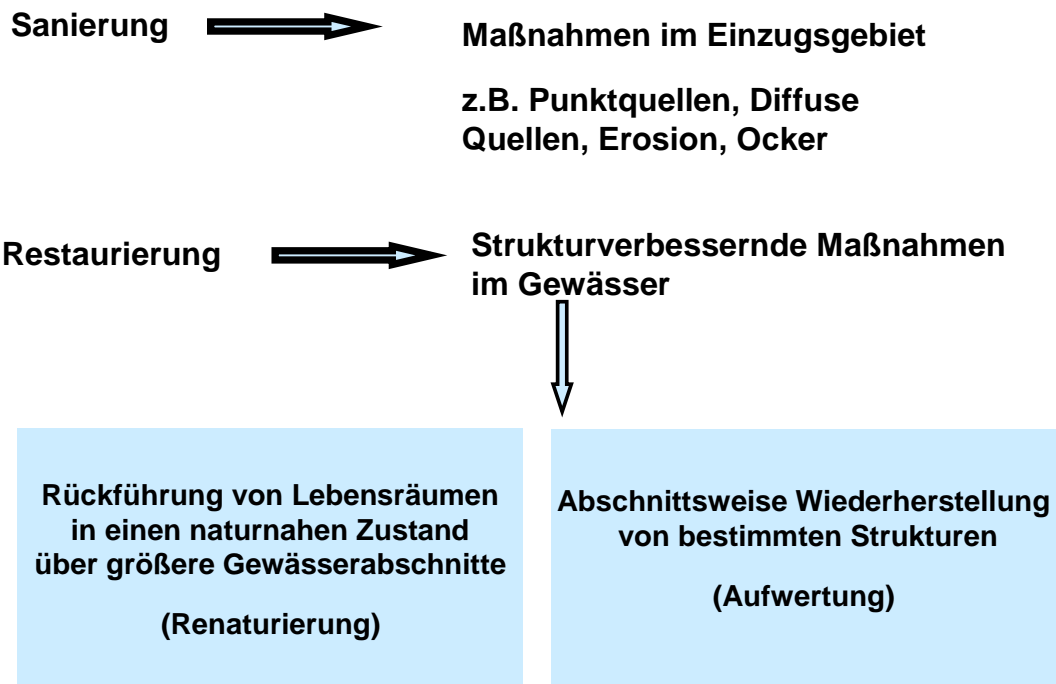 Sanierung
Maßnahmen im Einzugsgebiet
z.B. Punktquellen, Diffuse
Quellen, Erosion, Ocker
Restaurierung
Strukturverbessernde Maßnahmen
im Gewässer
Rückführung von Lebensräumen
in einen naturnahen Zustand
über größere Gewässerabschnitte
(Renaturierung)
Abschnittsweise Wiederherstellung
von bestimmten Strukturen
(Aufwertung)